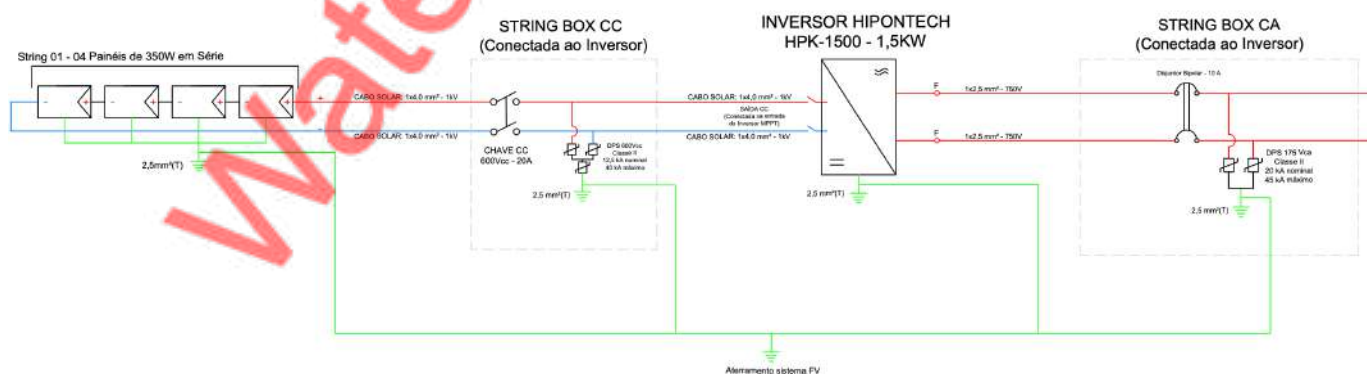 STRING BOX CC
(Conectada ao Inversor)
INVERSOR HIPONTECH
HPK-1500 - 1,5KW
STRING BOX CA
(Conectada ao Inversor)
String 01 - 04 Painéis de 350W em Série
- + - + - + - +
+
-
CABO SOLAR: 1x4,0 mm² - 1kV
CABO SOLAR: 1x4,0 mm² - 1kV
2,5mm²(T)
CHAVE CC
600Vcc - 20A
DPS 600Vcc
Classe II
12,5 kA nominal
40 kA máximo
2,5 mm²(T)
CABO SOLAR: 1x4,0 mm² - 1kV
SAÍDA CC
(Conectada na entrada
do Inversor MPPT)
CABO SOLAR: 1x4,0 mm² - 1kV
2,5 mm²(T)
F
1x2,5 mm² - 750V
F
1x2,5 mm² - 750V
Disjuntor Bipolar - 10 A
DPS 175 Vca
Classe II
20 kA nominal
45 kA máximo
2,5 mm²(T)
Aterramento sistema FV
Wate